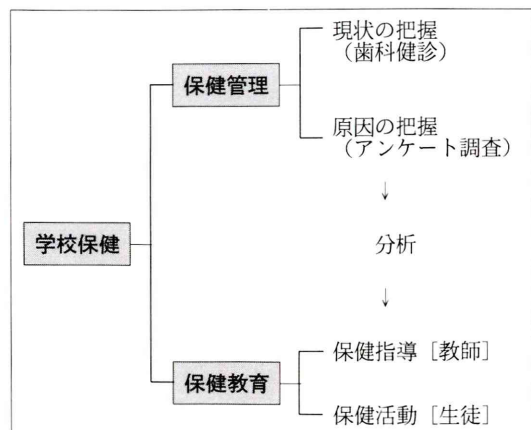 現状の把握
（歯科健診）
保健管理
原因の把握
（アンケート調査）
↓
学校保健
分析
↓
保健指導［教師］
保健教育
保健活動［生徒］